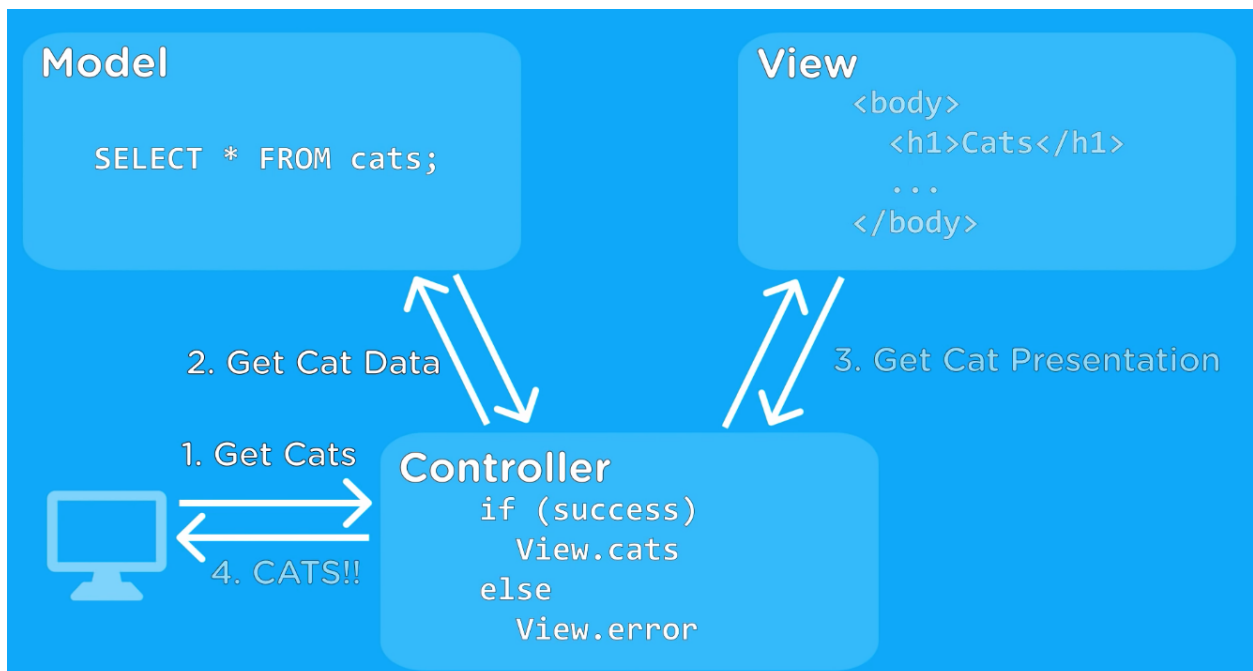 Model
SELECT * FROM cats;
View
<body>
<h1>Cats</h1>
...
</body>
2. Get Cat Data
3. Get Cat Presentation
1. Get Cats
4. CATS!!
Controller
if (success)
View.cats
else
View.error